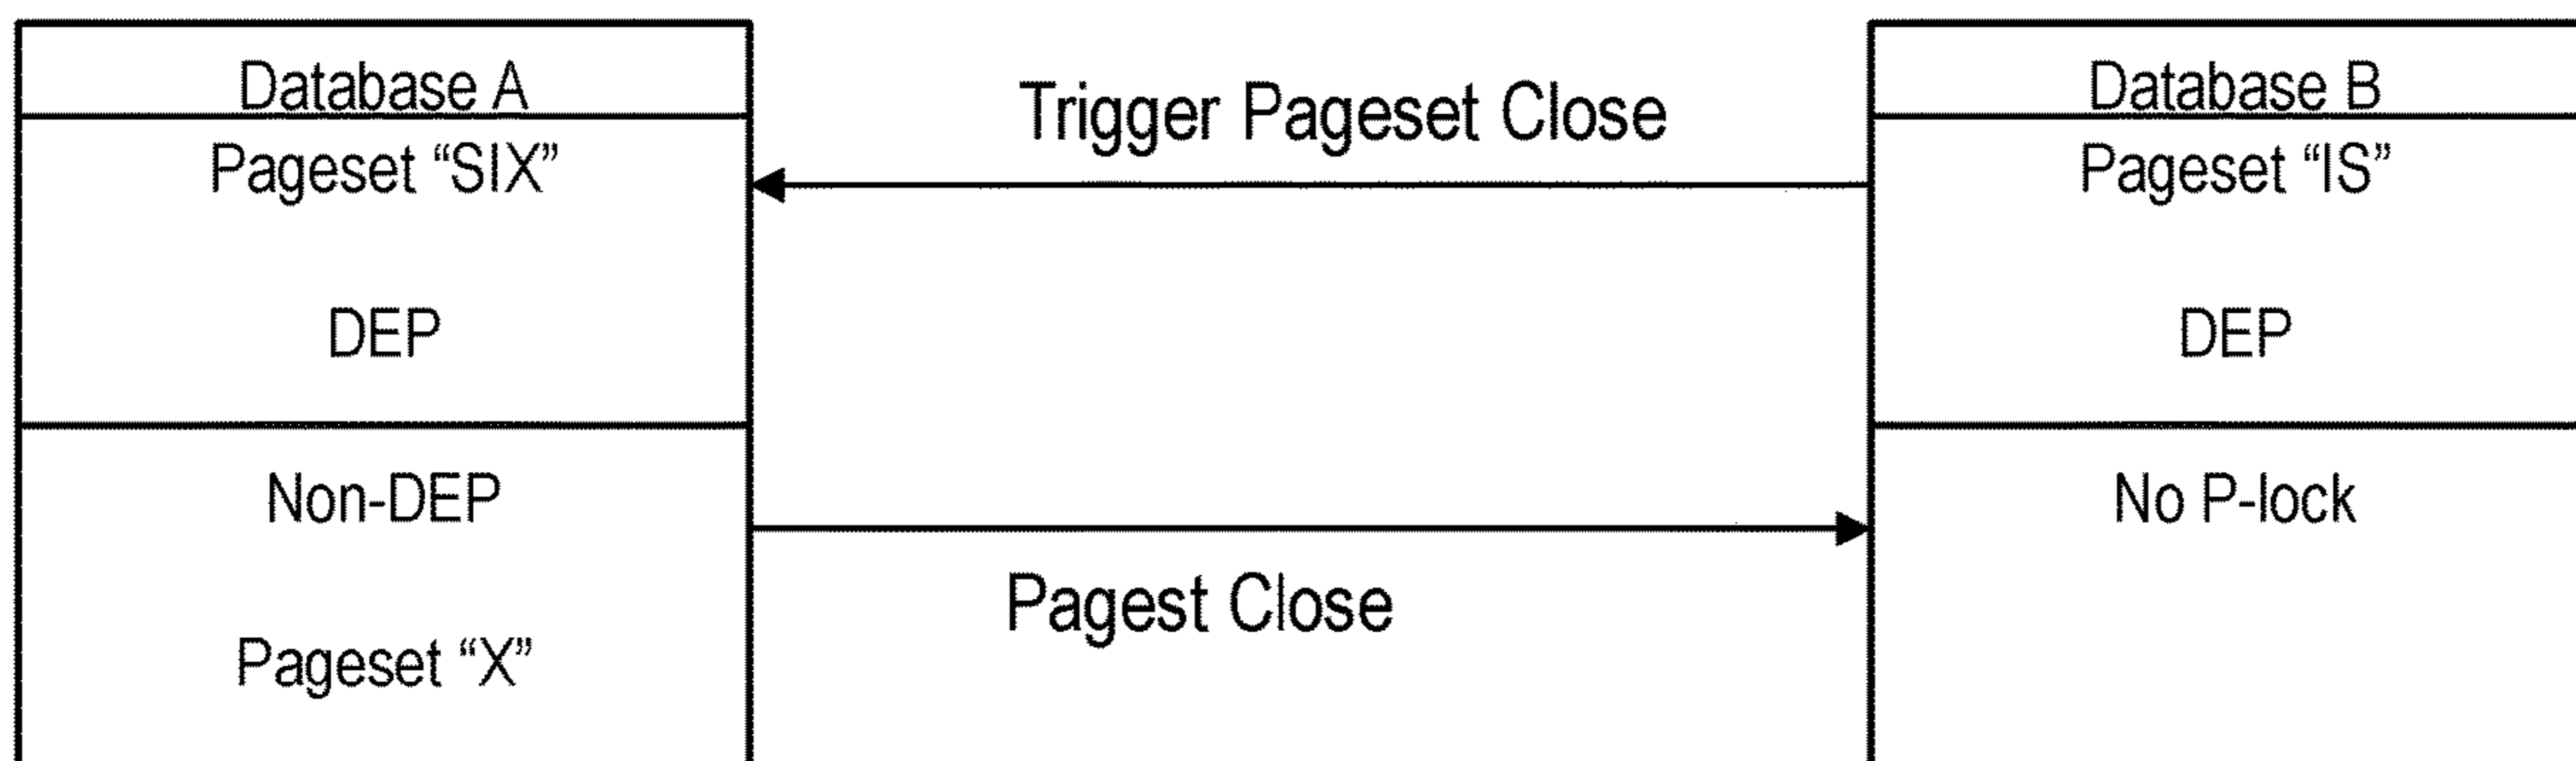 Database A
Pageset “SIX”
DEP
Non-DEP
Pageset “X”
Trigger Pageset Close
Pagest Close
Database B
Pageset “IS”
DEP
No P-lock